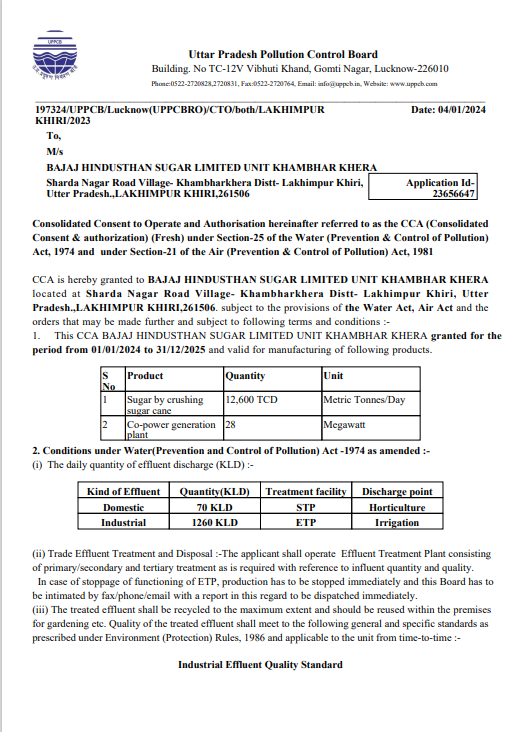 UPPCB
Uttar Pradesh Pollution Control Board
Building. No TC-12V Vibhuti Khand, Gomti Nagar, Lucknow-226010
Phone:0522-2720828,2720831, Fax:0522-2720764, Email: info@uppcb.in, Website: www.uppcb.com
197324/UPPCB/Lucknow(UPPCBRO)/CTO/both/LAKHIMPUR Date: 04/01/2024
KHIRI/2023
To,
M/s
BAJAJ HINDUSTHAN SUGAR LIMITED UNIT KHAMBHAR KHERA
Sharda Nagar Road Village- Khambharkhera Distt- Lakhimpur Khiri, Application Id-
Uttar Pradesh.,LAKHIMPUR KHIRI,261506 23656647
Consolidated Consent to Operate and Authorisation hereinafter referred to as the CCA (Consolidated
Consent & authorization) (Fresh) under Section-25 of the Water (Prevention & Control of Pollution)
Act, 1974 and under Section-21 of the Air (Prevention & Control of Pollution) Act, 1981
CCA is hereby granted to BAJAJ HINDUSTHAN SUGAR LIMITED UNIT KHAMBHAR KHERA
located at Sharda Nagar Road Village- Khambharkhera Distt- Lakhimpur Khiri, Utter
Pradesh.,LAKHIMPUR KHIRI,261506. subject to the provisions of the Water Act, Air Act and the
orders that may be made further and subject to following terms and conditions :-
1. This CCA BAJAJ HINDUSTHAN SUGAR LIMITED UNIT KHAMBHAR KHERA granted for the
period from 01/01/2024 to 31/12/2025 and valid for manufacturing of following products.
S Product Quantity Unit
No
1 Sugar by crushing 12,600 TCD Metric Tonnes/Day
sugar cane
2 Co-power generation 28 Megawatt
plant
2. Conditions under Water(Prevention and Control of Pollution) Act -1974 as amended :-
(i) The daily quantity of effluent discharge (KLD) :-
Kind of Effluent Quantity(KLD) Treatment facility Discharge point
Domestic 70 KLD STP Horticulture
Industrial 1260 KLD ETP Irrigation
(ii) Trade Effluent Treatment and Disposal :-The applicant shall operate Effluent Treatment Plant consisting
of primary/secondary and tertiary treatment as is required with reference to influent quantity and quality.
In case of stoppage of functioning of ETP, production has to be stopped immediately and this Board has to
be intimated by fax/phone/email with a report in this regard to be dispatched immediately.
(iii) The treated effluent shall be recycled to the maximum extent and should be reused within the premises
for gardening etc. Quality of the treated effluent shall meet to the following general and specific standards as
prescribed under Environment (Protection) Rules, 1986 and applicable to the unit from time-to-time :-
Industrial Effluent Quality Standard